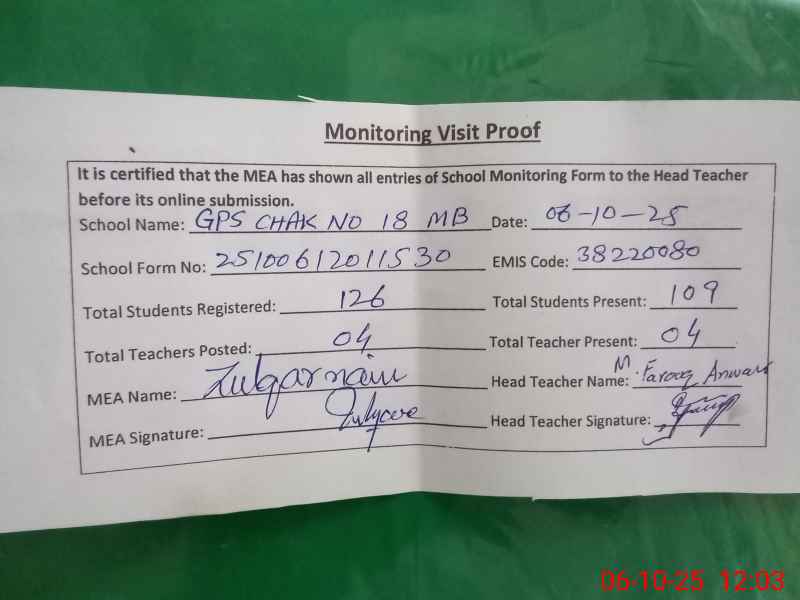 Monitoring Visit Proof
It is certified that the MEA has shown all entries of School Monitoring Form to the Head Teacher
before its online submission.
School Name: GPS CHAK NO 18 MB Date: 06-10-25
School Form No: 25100612011530 EMIS Code: 38220080
Total Students Registered: 126 Total Students Present: 109
Total Teachers Posted: 04 Total Teacher Present: 04
MEA Name: Zulqarnain Head Teacher Name: M. Farooq Anwar
MEA Signature: Head Teacher Signature:
06-10-25 12:03